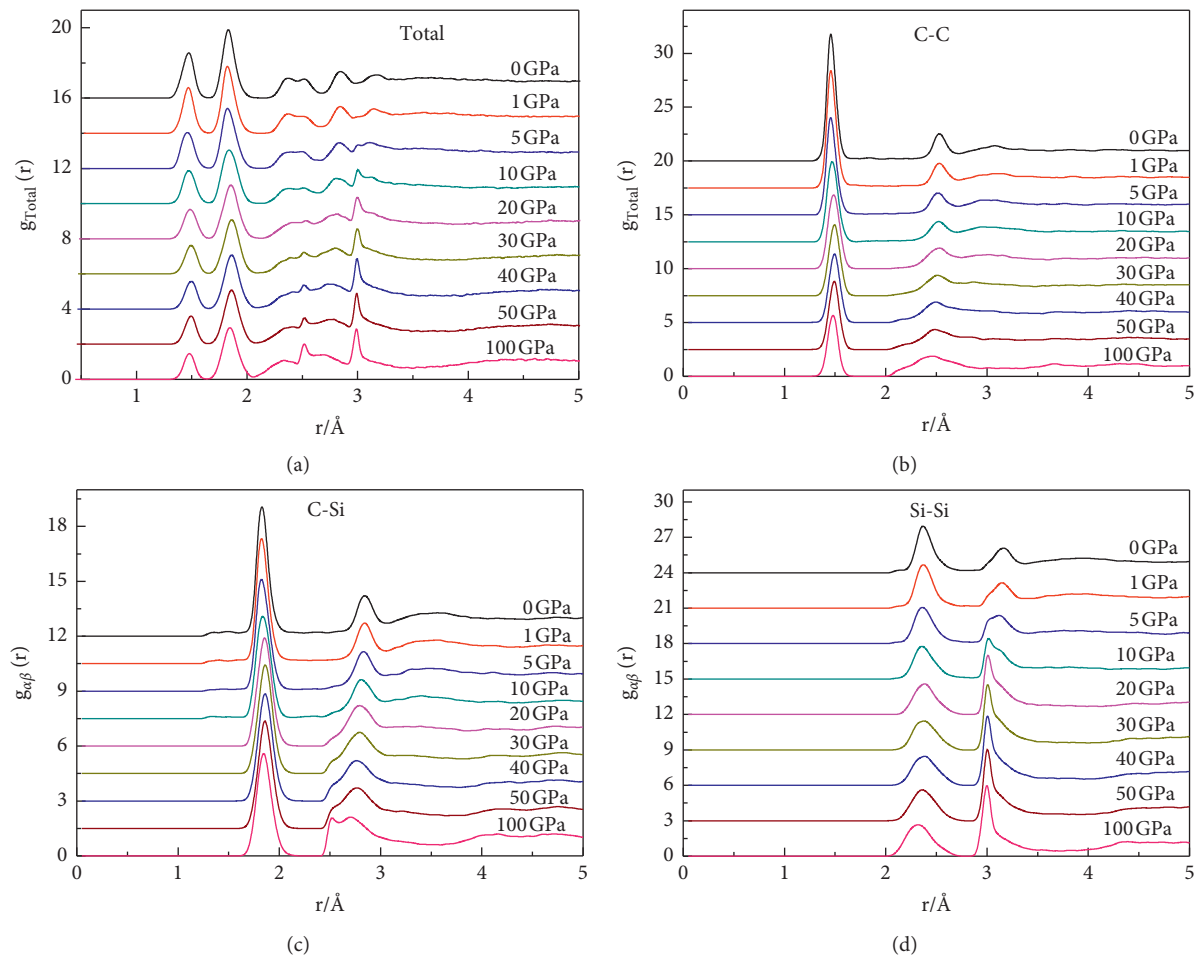 Total
0 GPa
1 GPa
5 GPa
10 GPa
20 GPa
30 GPa
40 GPa
50 GPa
100 GPa
20
16
12
8
4
0
g_Total (r)
1 2 3 4 5
r/Å
(a)
C-C
0 GPa
1 GPa
5 GPa
10 GPa
20 GPa
30 GPa
40 GPa
50 GPa
100 GPa
30
25
20
15
10
5
0
g_Total (r)
0 1 2 3 4 5
r/Å
(b)
C-Si
0 GPa
1 GPa
5 GPa
10 GPa
20 GPa
30 GPa
40 GPa
50 GPa
100 GPa
18
15
12
9
6
3
0
g_αβ (r)
0 1 2 3 4 5
r/Å
(c)
Si-Si
0 GPa
1 GPa
5 GPa
10 GPa
20 GPa
30 GPa
40 GPa
50 GPa
100 GPa
30
27
24
21
18
15
12
9
6
3
0
g_αβ (r)
0 1 2 3 4 5
r/Å
(d)